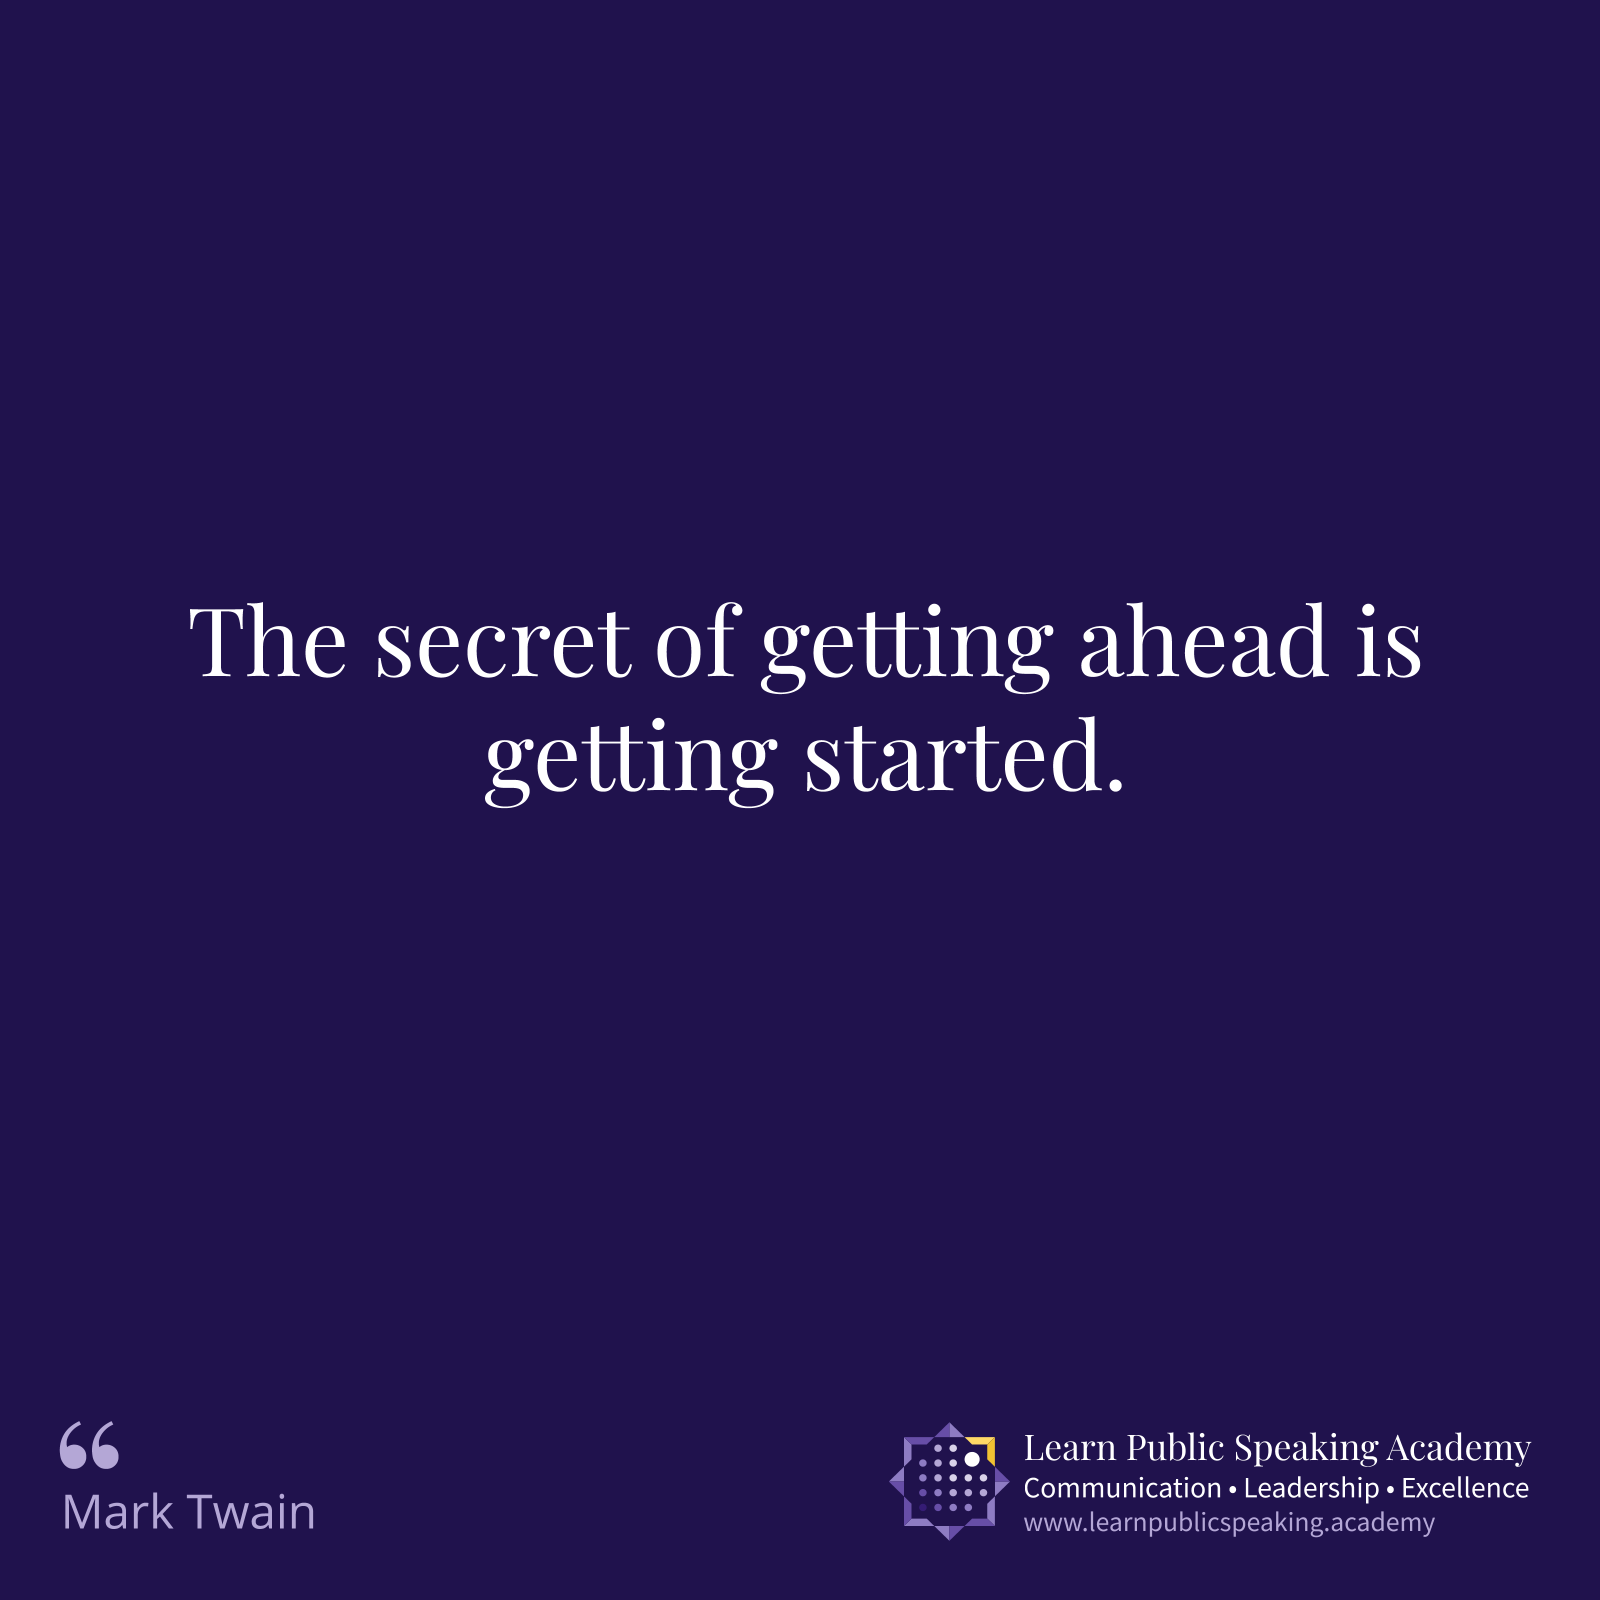 The secret of getting ahead is
getting started.
“
Mark Twain
Learn Public Speaking Academy
Communication • Leadership • Excellence
www.learnpublicspeaking.academy